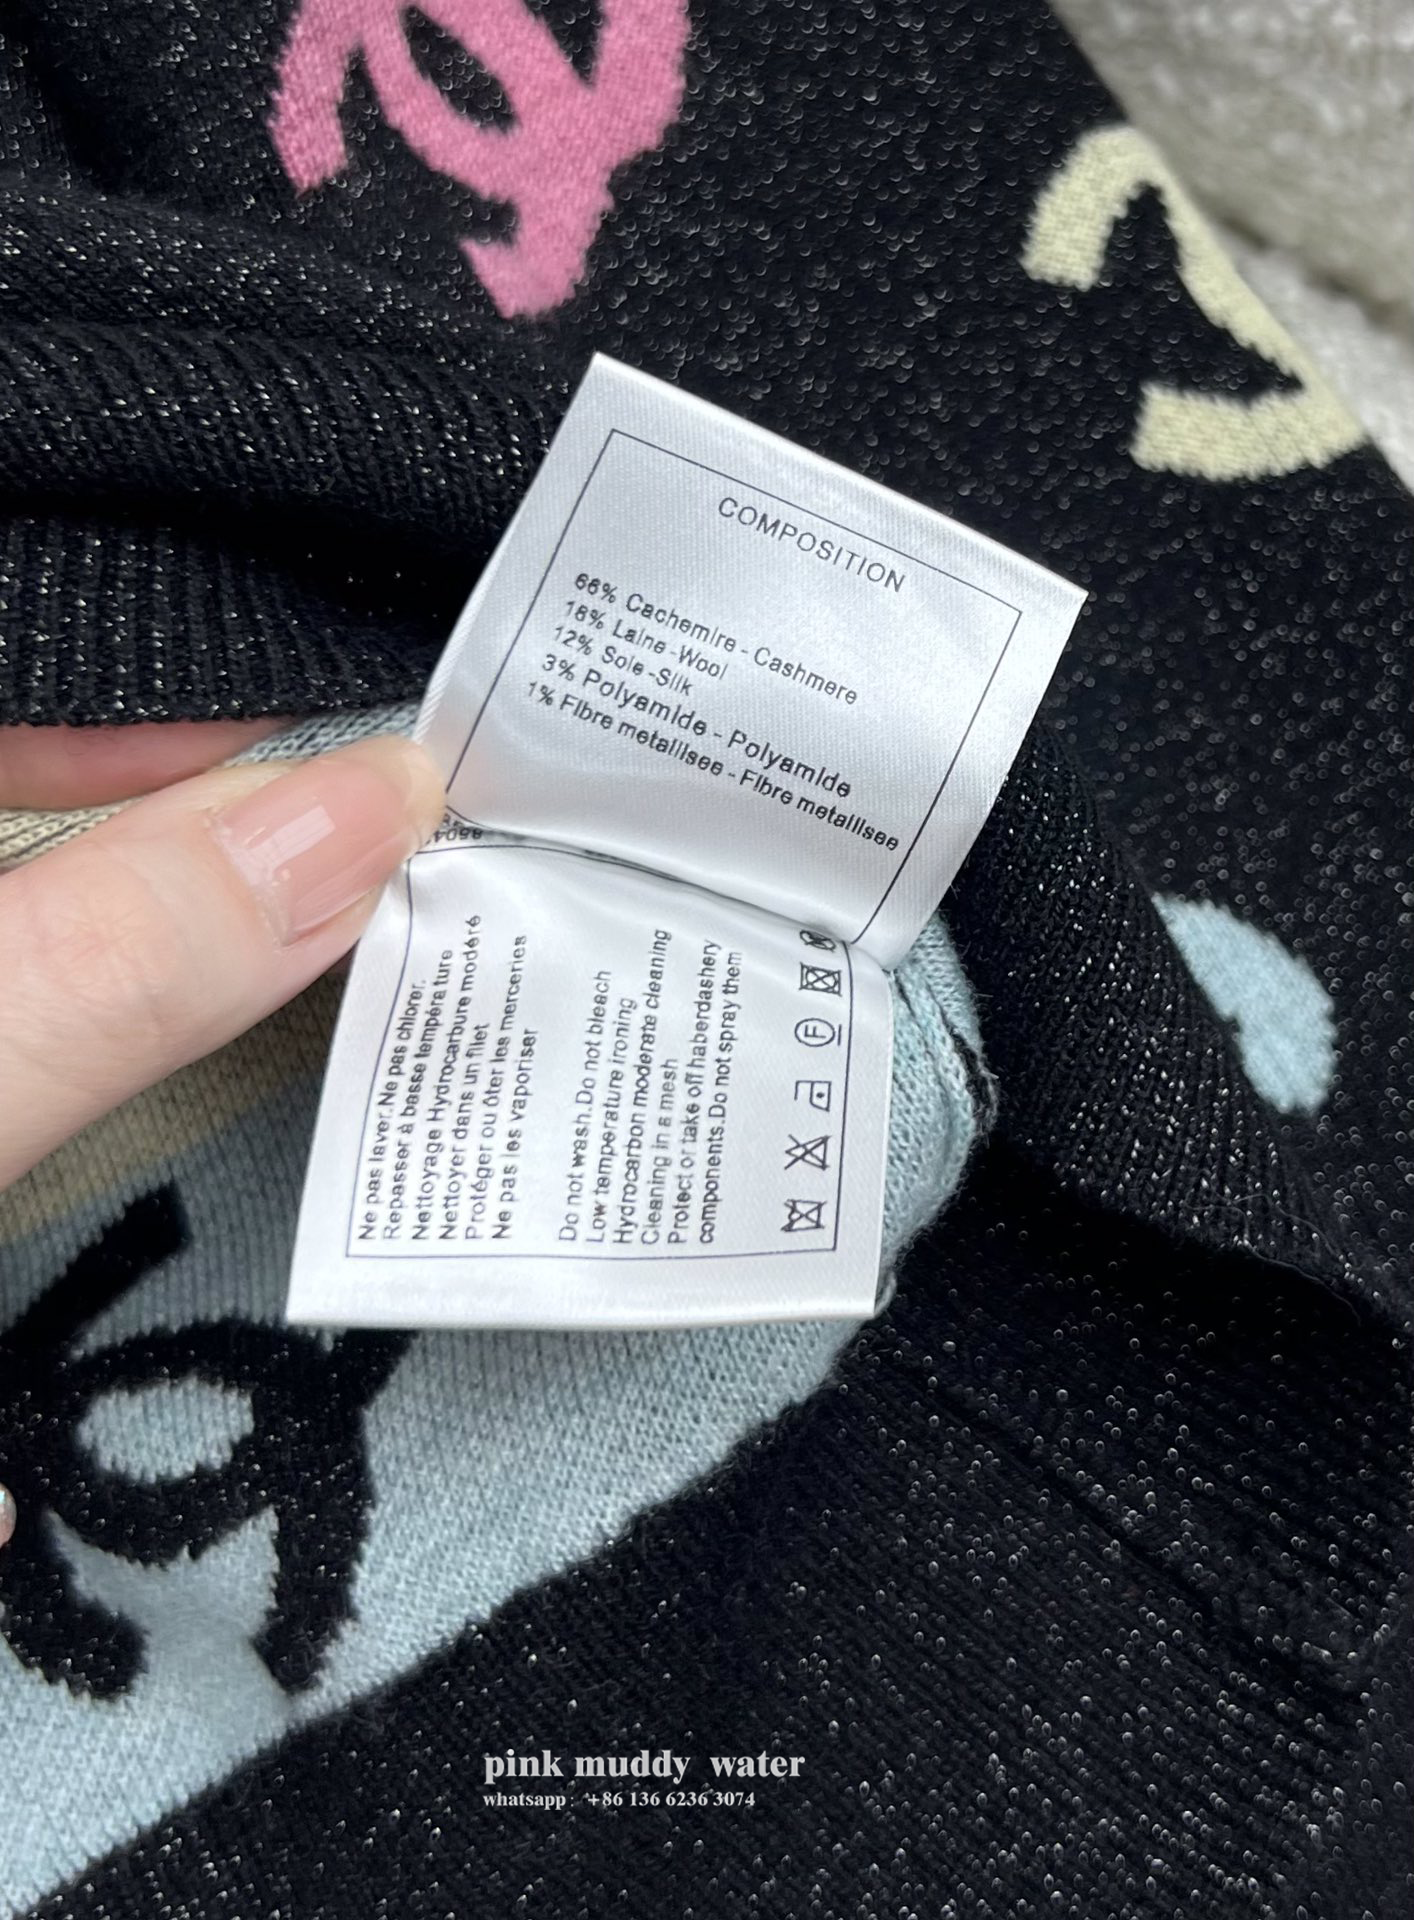 COMPOSITION
66% Cachemire - Cashmere
18% Laine -Wool
12% Soie -Silk
3% Polyamide - Polyamide
1% Fibre metallisee - Fibre metallisee
Ne pas laver.Ne pas chlorer.
Repasser à basse température
Nettoyage Hydrocarbure modéré
Nettoyer dans un filet
Protéger ou ôter les merceries
Ne pas les vaporiser
Do not wash.Do not bleach
Low temperature ironing
Hydrocarbon moderate cleaning
Cleaning in a mesh
Protect or take off haberdashery
components.Do not spray them
F
pink muddy water
whatsapp: +86 136 6236 3074